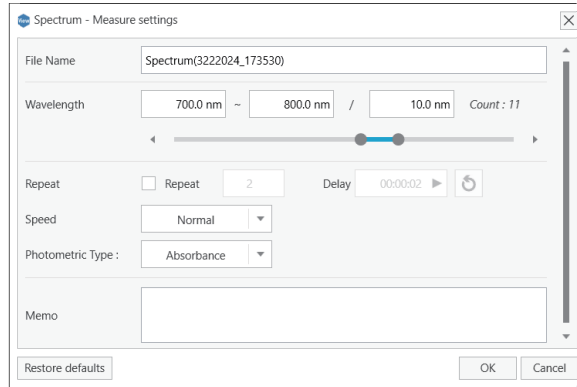 View Spectrum - Measure settings
File Name Spectrum(3222024_173530)
Wavelength 700.0 nm ~ 800.0 nm / 10.0 nm Count : 11
Repeat Repeat 2 Delay 00:00:02
Speed Normal
Photometric Type : Absorbance
Memo
Restore defaults OK Cancel